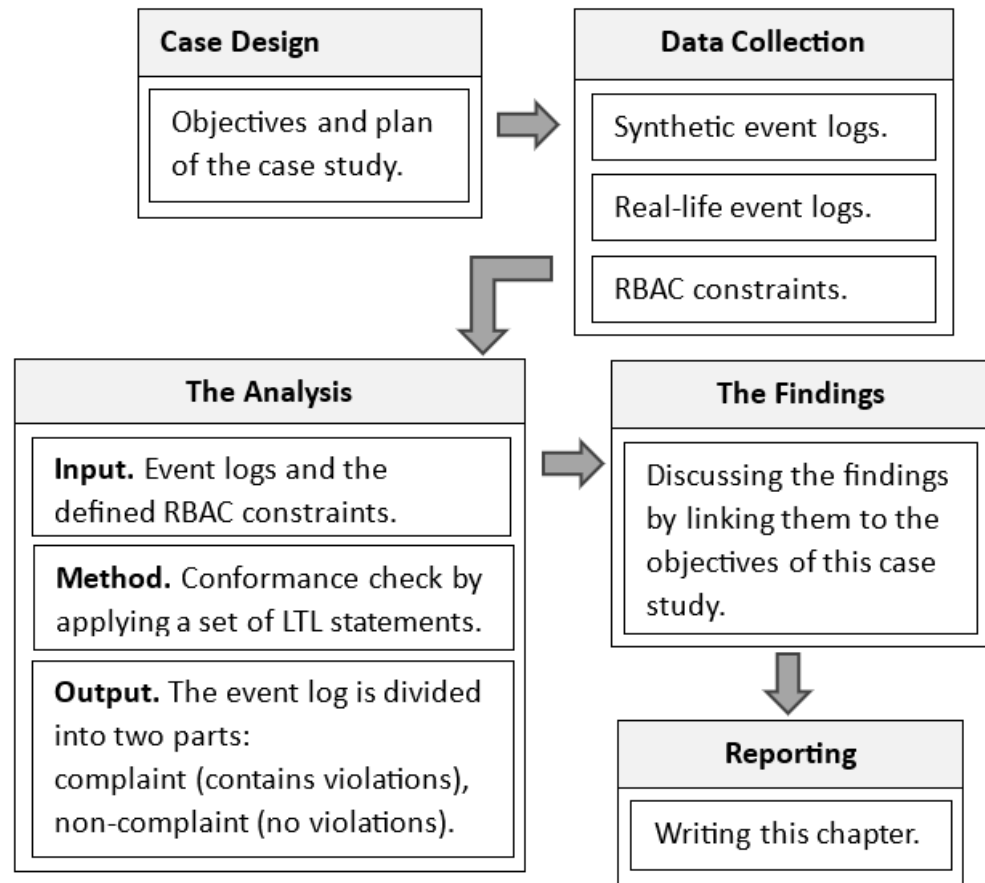 Case Design
Objectives and plan
of the case study.
Data Collection
Synthetic event logs.
Real-life event logs.
RBAC constraints.
The Analysis
Input. Event logs and the
defined RBAC constraints.
Method. Conformance check by
applying a set of LTL statements.
Output. The event log is divided
into two parts:
complaint (contains violations),
non-complaint (no violations).
The Findings
Discussing the findings
by linking them to the
objectives of this case
study.
Reporting
Writing this chapter.